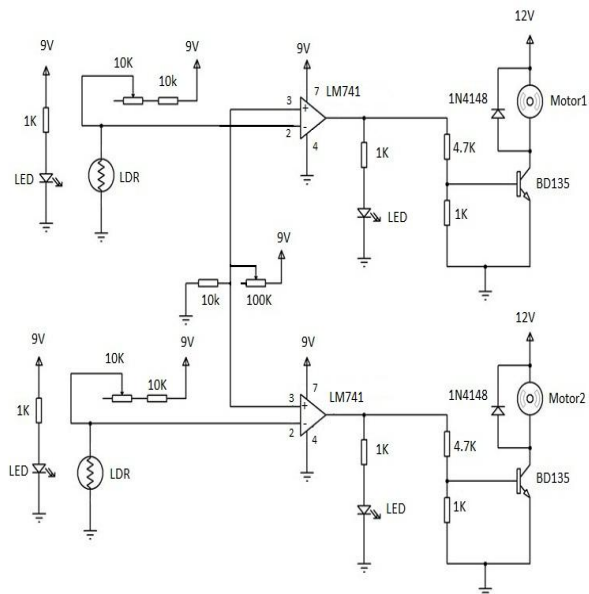 12V
9V
9V
9V
10K
10k
7
LM741
1N4148
Motor1
3
1K
2
4
1K
4.7K
LED
LDR
BD135
LED
1K
9V
10k
100K
12V
9V
9V
9V
10K
10K
7
LM741
1N4148
Motor2
3
1K
2
4
1K
4.7K
LED
LDR
BD135
LED
1K